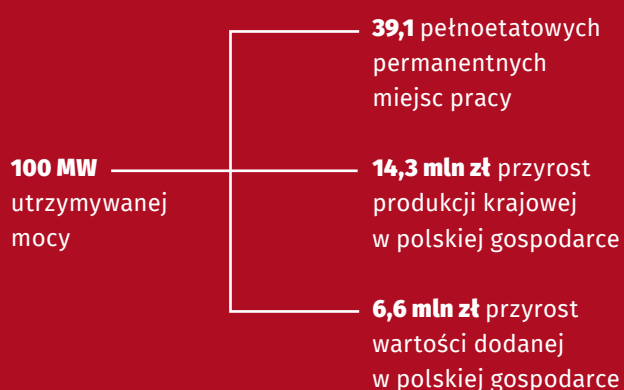 100 MW
utrzymywanej
mocy
39,1 pełnoetatowych
permanentnych
miejsc pracy
14,3 mln zł przyrost
produkcji krajowej
w polskiej gospodarce
6,6 mln zł przyrost
wartości dodanej
w polskiej gospodarce